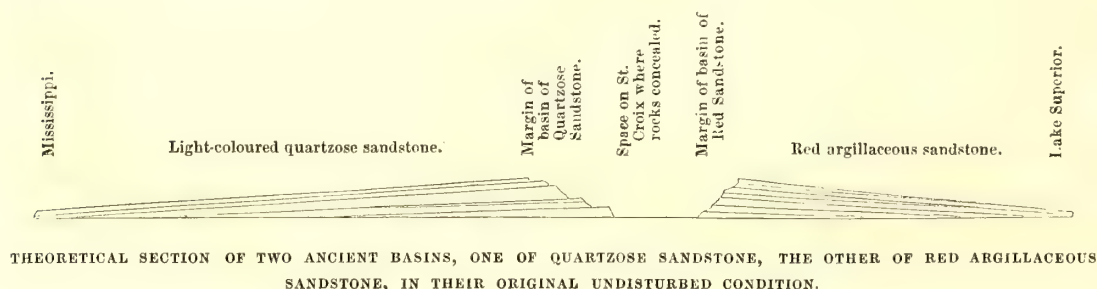 Mississippi.
Light-coloured quartzose sandstone.
Margin of
basin of
Quartzose
Sandstone.
Space on St.
Croix where
rocks concealed.
Margin of basin of
Red Sandstone.
Red argillaceous sandstone.
Lake Superior.
THEORETICAL SECTION OF TWO ANCIENT BASINS, ONE OF QUARTZOSE SANDSTONE, THE OTHER OF RED ARGILLACEOUS
SANDSTONE, IN THEIR ORIGINAL UNDISTURBED CONDITION.